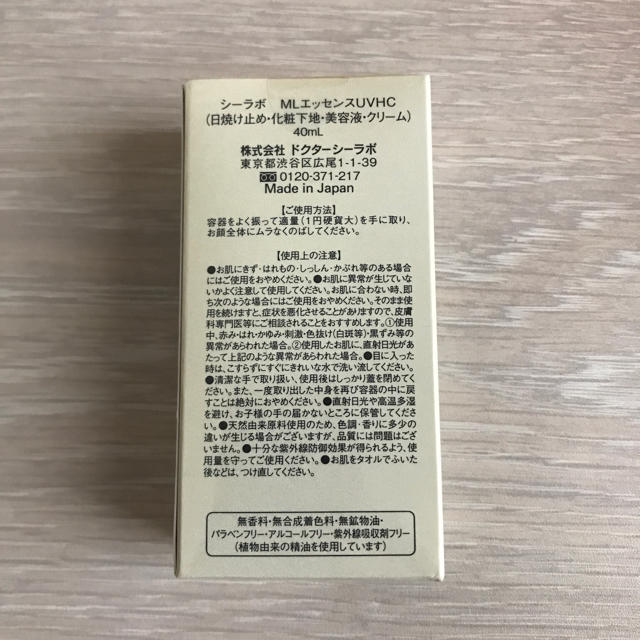 シーラボ　MLエッセンスUVHC
(日焼け止め・化粧下地・美容液・クリーム)
40mL
株式会社 ドクターシーラボ
東京都渋谷区広尾1-1-39
0120-371-217
Made in Japan
【ご使用方法】
容器をよく振って適量(1円硬貨大)を手に取り、
お顔全体にムラなくのばしてください。
【使用上の注意】
●お肌にきず・はれもの・しっしん・かぶれ等のある場合
にはご使用をおやめください。●お肌に異常が生じていな
いかよく注意して使用してください。お肌に合わない時、即
ち次のような場合にはご使用をおやめください。そのまま使
用を続けますと、症状を悪化させることがありますので、皮膚
科専門医等にご相談されることをおすすめします。①使用
中、赤み・はれ・かゆみ・刺激・色抜け(白斑等)・黒ずみ等の
異常があらわれた場合。②使用したお肌に、直射日光があ
たって上記のような異常があらわれた場合。●目に入った
時は、こすらずにすぐにきれいな水で洗い流してください。
●清潔な手で取り扱い、使用後はしっかり蓋を閉めてく
ださい。また、一度取り出した中身を再び容器の中に戻
すことは絶対におやめください。●直射日光や高温多湿
を避け、お子様の手の届かないところに保管してくださ
い。●天然由来原料使用のため、色調・香りに多少の
違いが生じる場合がございますが、品質には問題はござ
いません。●十分な紫外線防御効果が得られるよう、使
用量を守ってご使用ください。●お肌をタオルでふいた
後などは、つけ直してください。
無香料・無合成着色料・無鉱物油・
パラベンフリー・アルコールフリー・紫外線吸収剤フリー
(植物由来の精油を使用しています)